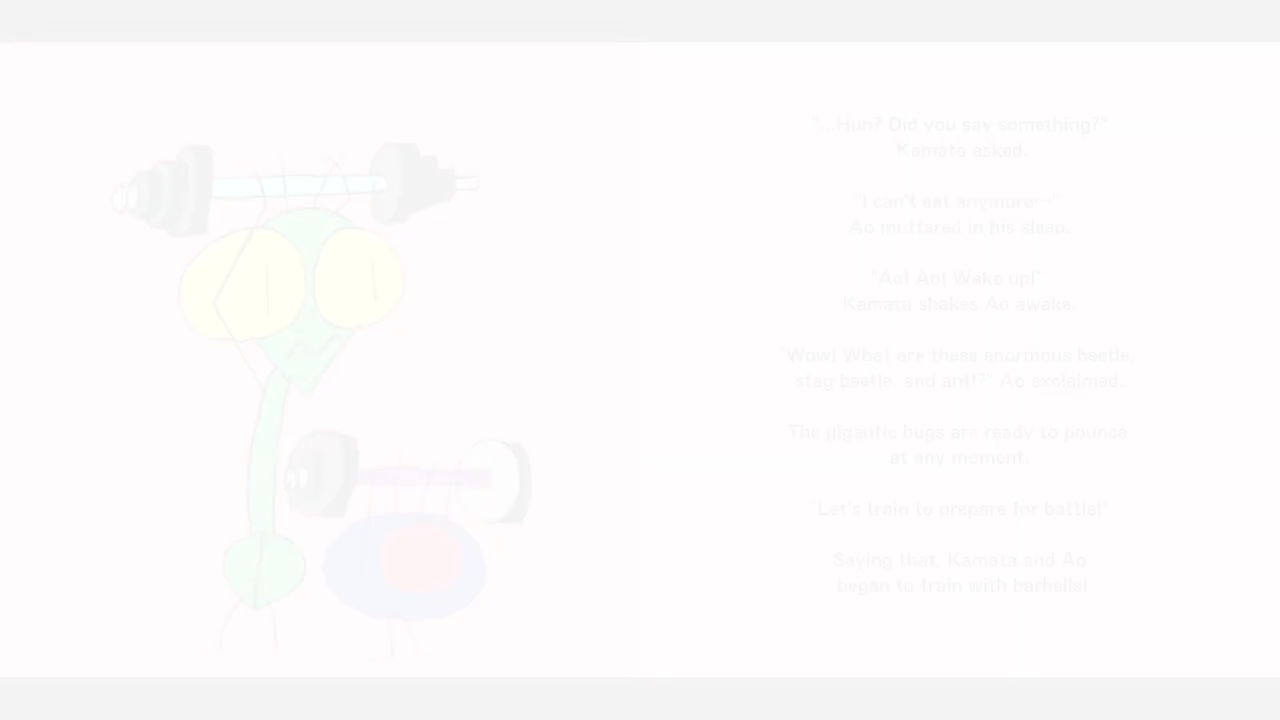 "...Huh? Did you say something?"
Kamata asked.
"I can't eat anymore~"
Ao muttered in his sleep.
"Ao! Ao! Wake up!"
Kamata shakes Ao awake.
"Wow! What are these enormous beetle,
stag beetle, and ant!?" Ao exclaimed.
The gigantic bugs are ready to pounce
at any moment.
"Let's train to prepare for battle!"
Saying that, Kamata and Ao
began to train with barbells!